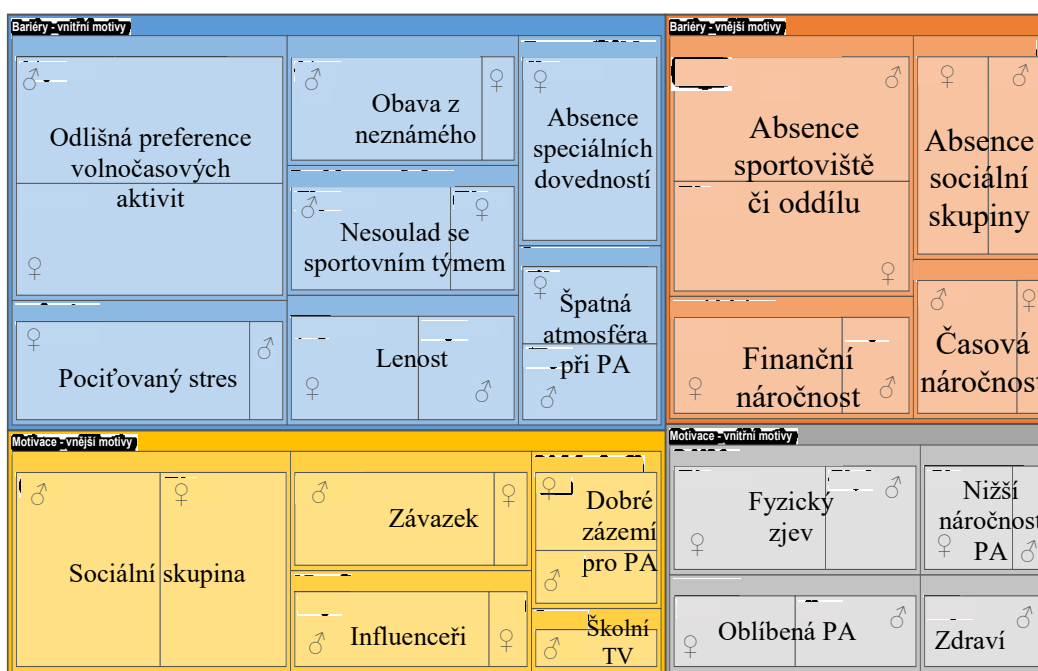 Bariéry - vnitřní motivy
♂
Odlišná preference
volnočasových
aktivit
♀
♀
♂
Pociťovaný stres
♂
♀
Obava z
neznámého
♂
♀
Nesoulad se
sportovním týmem
Lenost
♀
♂
♀
Absence
speciálních
dovedností
♀
Špatná
atmosféra
při PA
♂
Bariéry - vnější motivy
♂
Absence
sportoviště
či oddílu
♀
♀
♂
Absence
sociální
skupiny
Finanční
náročnost
♀
♂
♂
♀
Časová
náročnost
Motivace - vnější motivy
♂
♀
Sociální skupina
♂
♀
Závazek
Influenceři
♂
♀
♀
Dobré
zázemí
pro PA
♂
Školní
TV
♂
Motivace - vnitřní motivy
♂
Fyzický
zjev
♀
Nižší
náročnost
PA
♀
♂
♂
Oblíbená PA
♀
♂
Zdraví